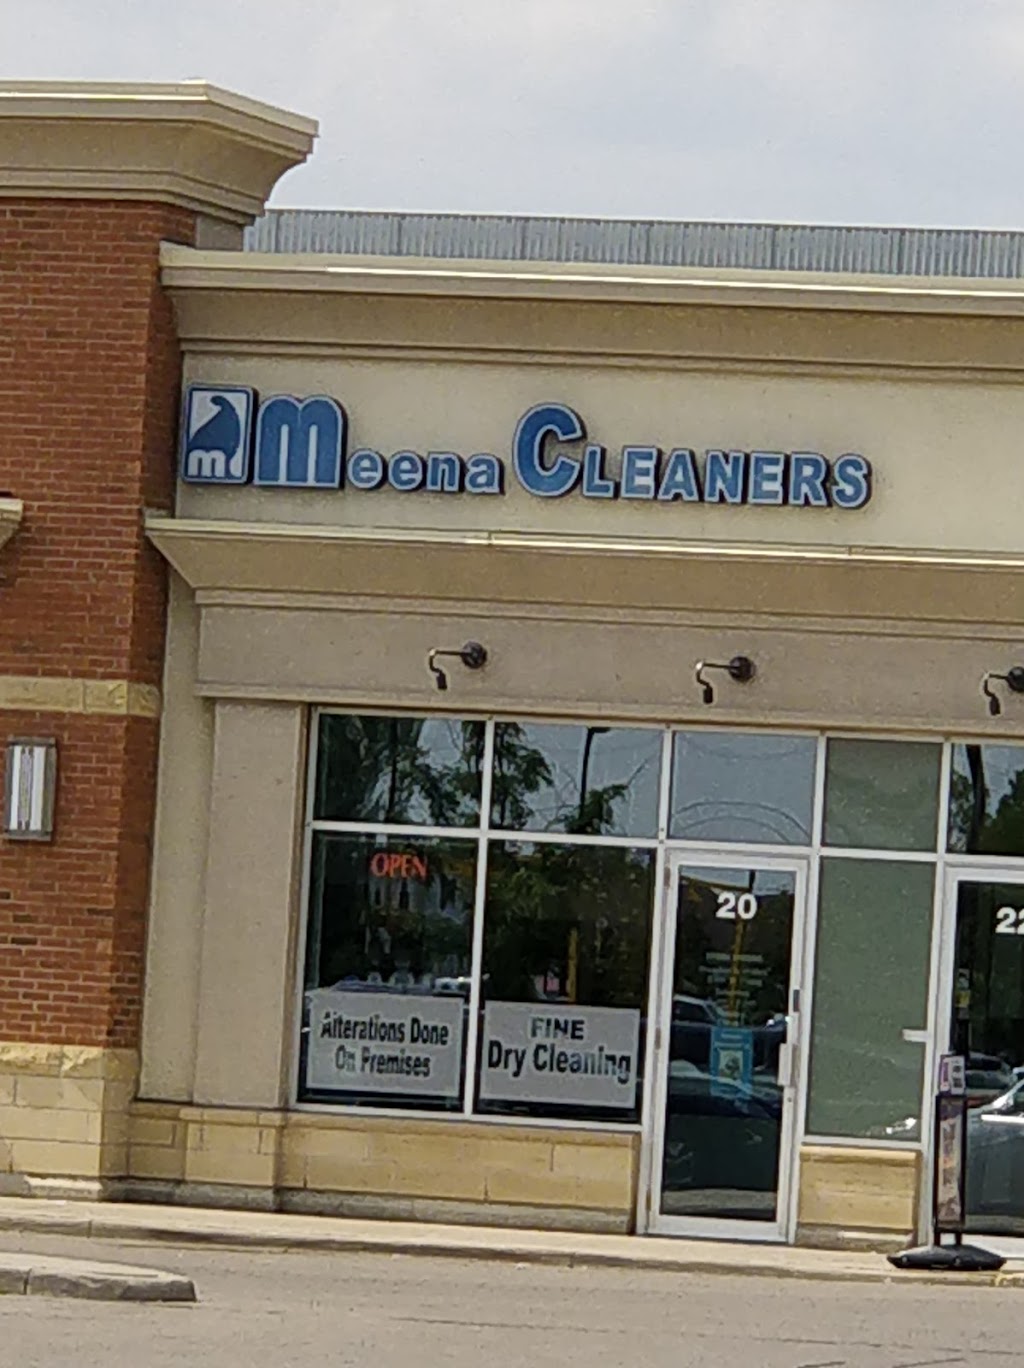 m
Meena CLEANERS
OPEN
20
22
Alterations Done
On Premises
FINE
Dry Cleaning